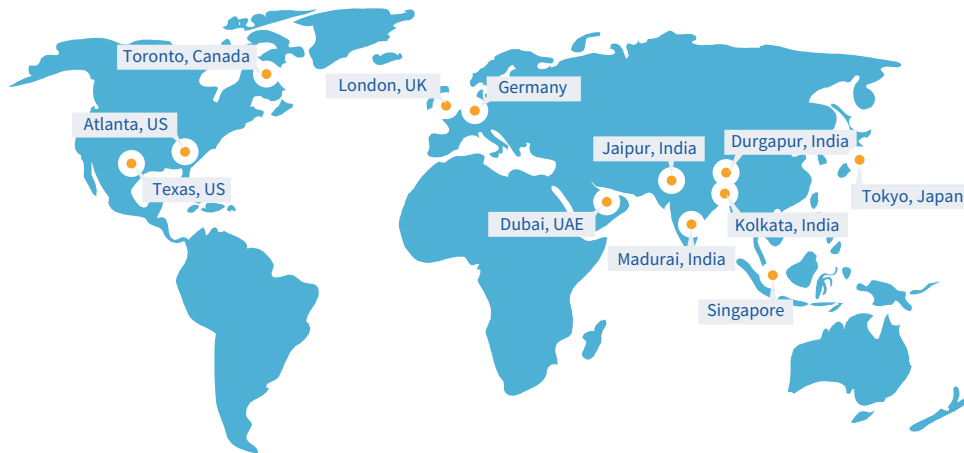 Toronto, Canada
London, UK
Germany
Atlanta, US
Texas, US
Jaipur, India
Durgapur, India
Tokyo, Japan
Dubai, UAE
Kolkata, India
Madurai, India
Singapore